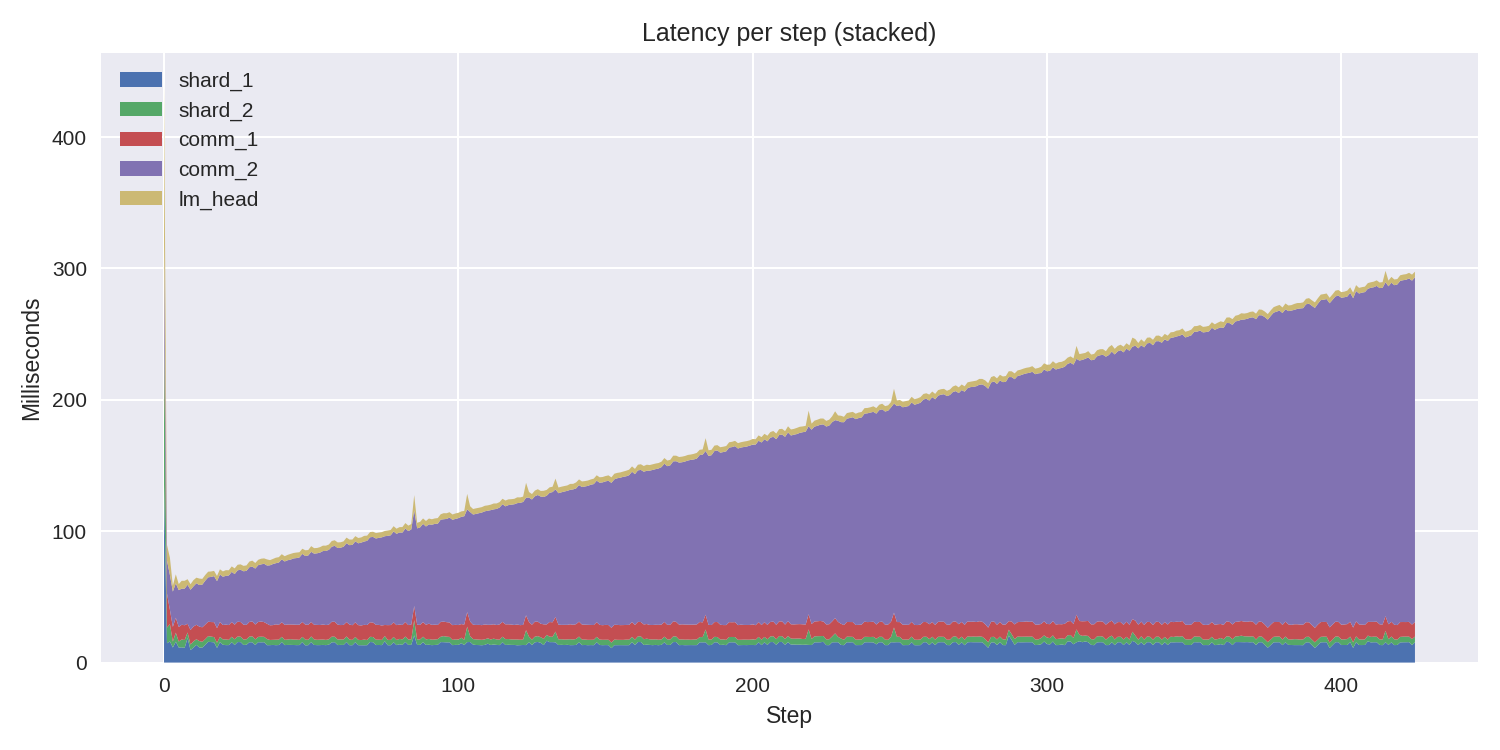 Latency per step (stacked)
shard_1
shard_2
comm_1
comm_2
lm_head
Milliseconds
400
300
200
100
0
0 100 200 300 400
Step